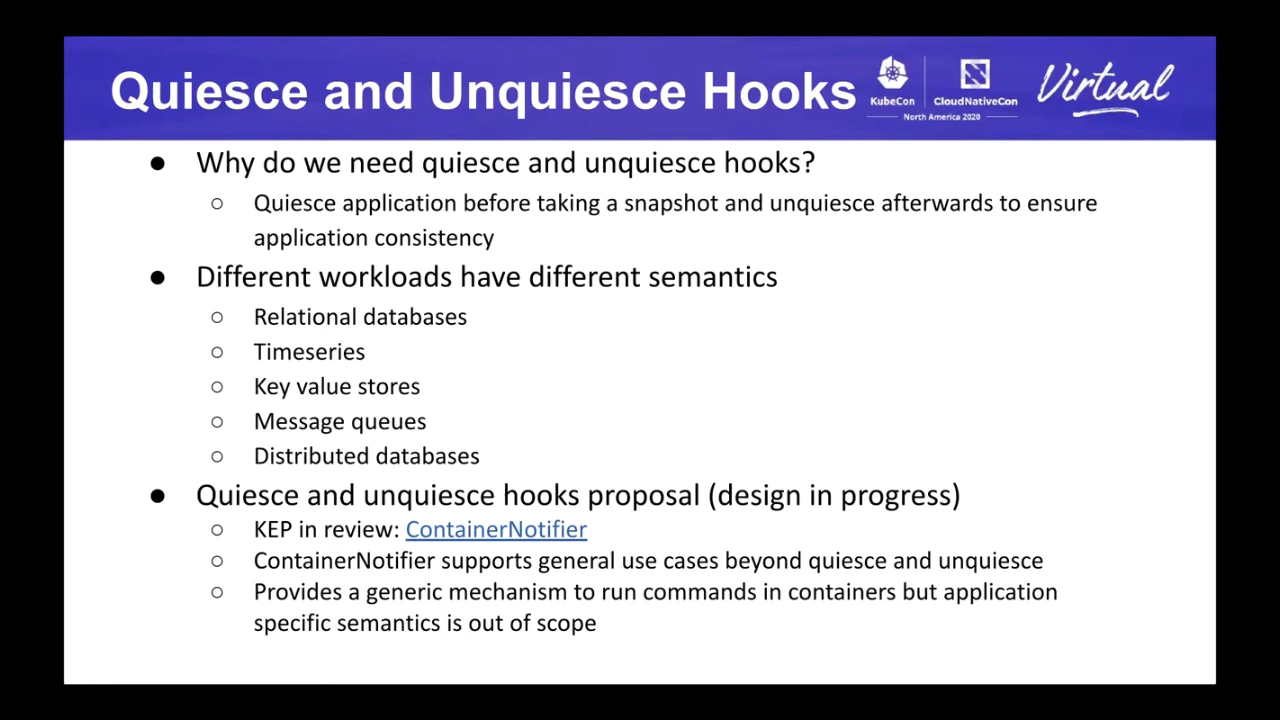 Quiesce and Unquiesce Hooks
KubeCon
CloudNativeCon
North America 2020
Virtual
● Why do we need quiesce and unquiesce hooks?
○ Quiesce application before taking a snapshot and unquiesce afterwards to ensure
application consistency
● Different workloads have different semantics
○ Relational databases
○ Timeseries
○ Key value stores
○ Message queues
○ Distributed databases
● Quiesce and unquiesce hooks proposal (design in progress)
○ KEP in review: ContainerNotifier
○ ContainerNotifier supports general use cases beyond quiesce and unquiesce
○ Provides a generic mechanism to run commands in containers but application
specific semantics is out of scope